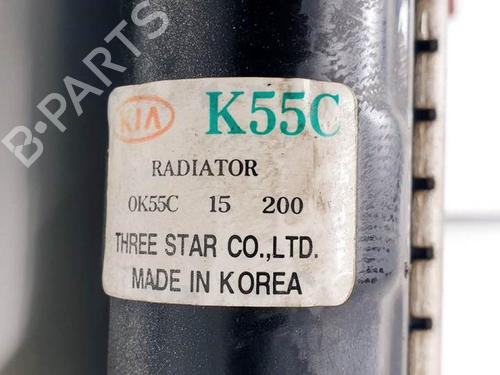 B-PARTS
KIA K55C
RADIATOR
0K55C 15 200
THREE STAR CO.,LTD.
MADE IN KOREA